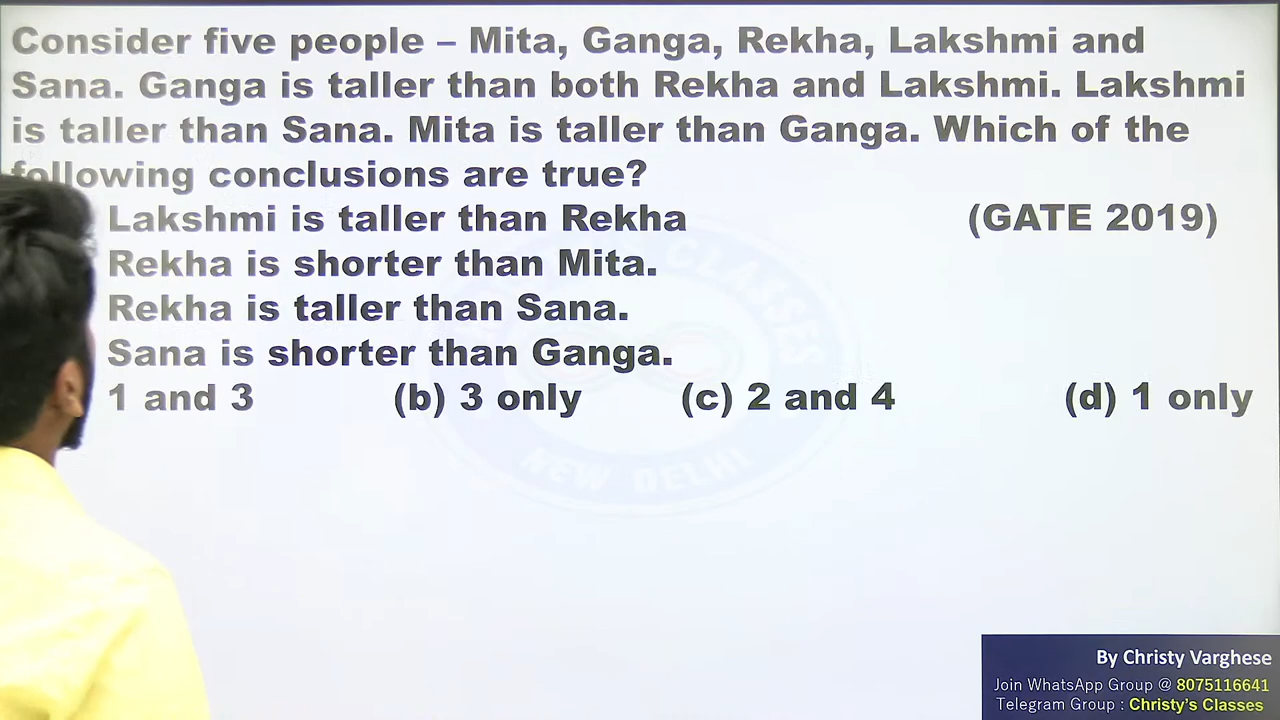 Consider five people – Mita, Ganga, Rekha, Lakshmi and
Sana. Ganga is taller than both Rekha and Lakshmi. Lakshmi
is taller than Sana. Mita is taller than Ganga. Which of the
following conclusions are true?
Lakshmi is taller than Rekha (GATE 2019)
Rekha is shorter than Mita.
Rekha is taller than Sana.
Sana is shorter than Ganga.
1 and 3 (b) 3 only (c) 2 and 4 (d) 1 only
CLASSES
NEW DELHI
By Christy Varghese
Join WhatsApp Group @ 8075116641
Telegram Group : Christy's Classes